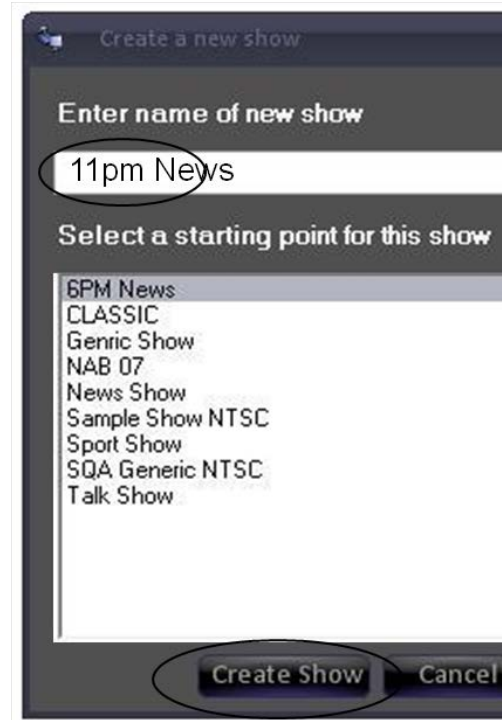 Create a new show
Enter name of new show
11pm News
Select a starting point for this show
6PM News
CLASSIC
Genric Show
NAB 07
News Show
Sample Show NTSC
Sport Show
SQA Generic NTSC
Talk Show
Create Show Cancel